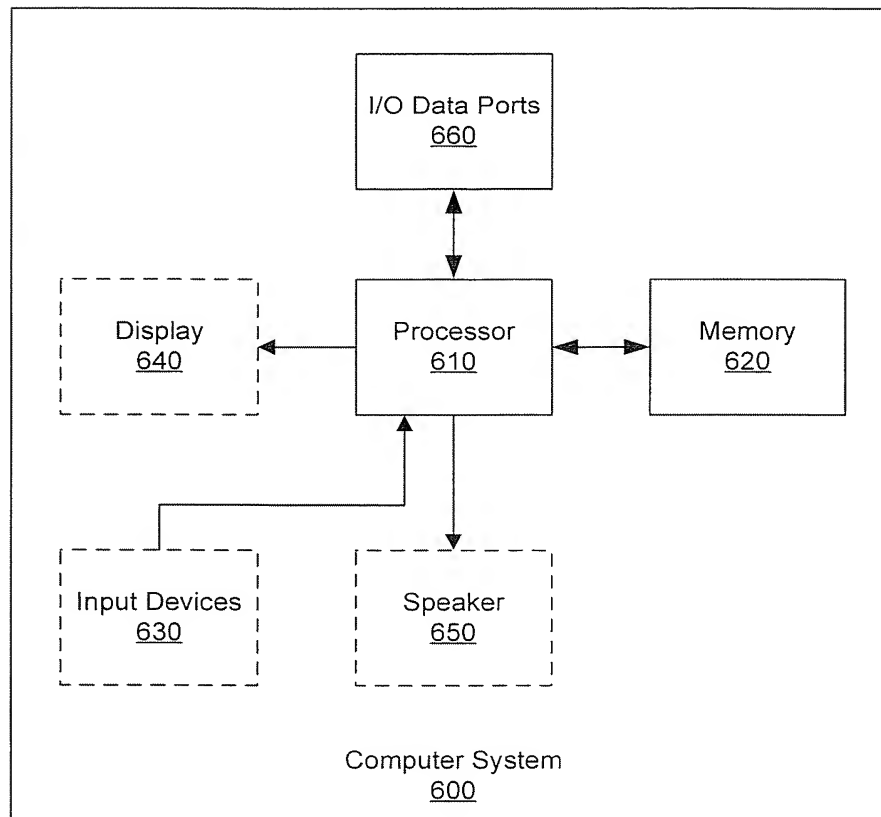 I/O Data Ports
660
Display
640
Processor
610
Memory
620
Input Devices
630
Speaker
650
Computer System
600